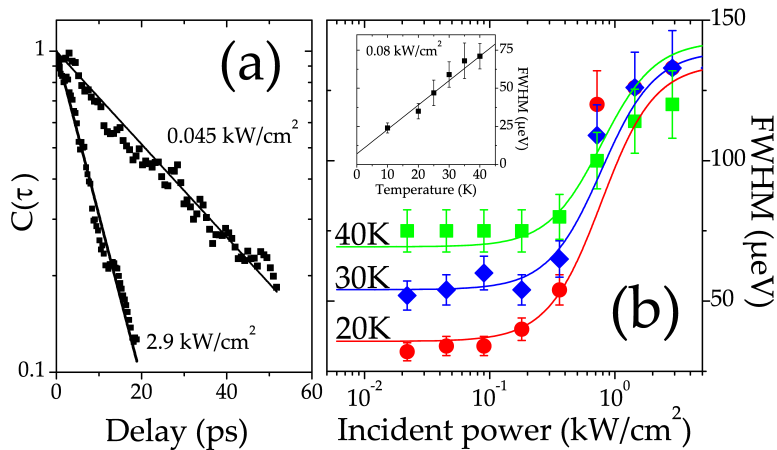 (a)
1
0.1
C(τ)
0.045 kW/cm²
2.9 kW/cm²
0 20 40 60
Delay (ps)
(b)
0.08 kW/cm²
75
50
25
0
FWHM (μeV)
0 10 20 30 40
Temperature (K)
40K
30K
20K
150
100
50
FWHM (μeV)
10⁻² 10⁻¹ 10⁰
Incident power (kW/cm²)